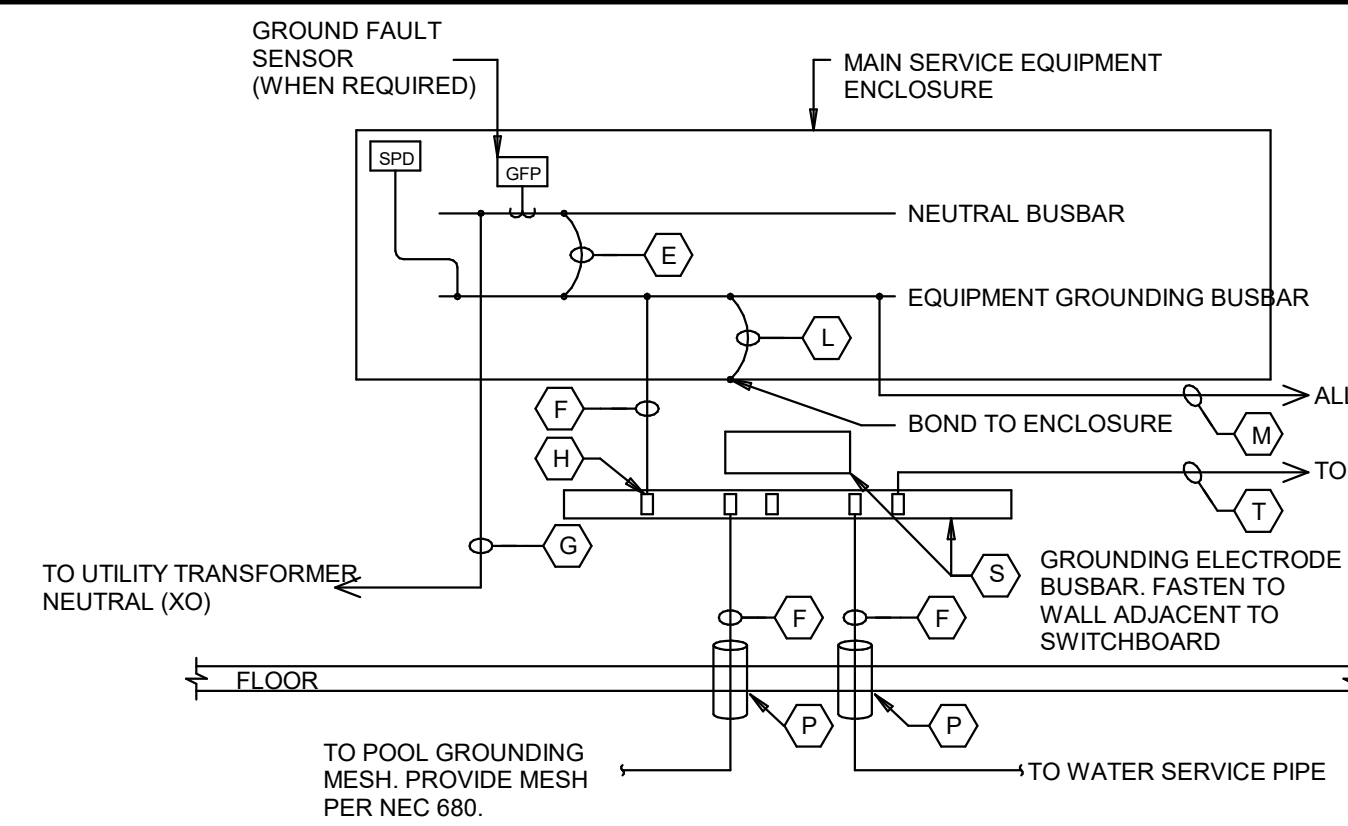 GROUND FAULT
SENSOR
(WHEN REQUIRED)
MAIN SERVICE EQUIPMENT
ENCLOSURE
SPD
GFP
NEUTRAL BUSBAR
E
EQUIPMENT GROUNDING BUSBAR
L
F
BOND TO ENCLOSURE
ALL
M
H
TO
T
G
S
GROUNDING ELECTRODE
BUSBAR. FASTEN TO
WALL ADJACENT TO
SWITCHBOARD
TO UTILITY TRANSFORMER
NEUTRAL (XO)
F
F
FLOOR
P
P
TO POOL GROUNDING
MESH. PROVIDE MESH
PER NEC 680.
TO WATER SERVICE PIPE